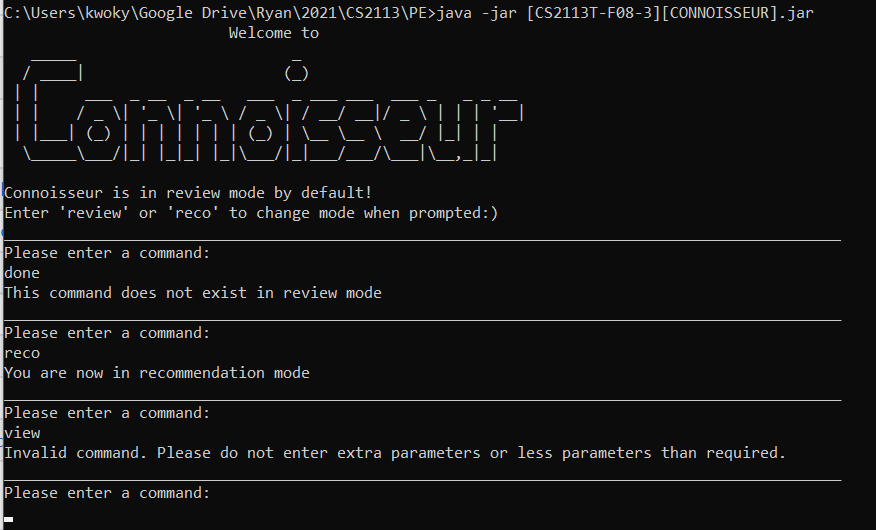 C:\Users\kwoky\Google Drive\Ryan\2021\CS2113\PE>java -jar [CS2113T-F08-3][CONNOISSEUR].jar
Welcome to
Connoisseur
Connoisseur is in review mode by default!
Enter 'review' or 'reco' to change mode when prompted:)
Please enter a command:
done
This command does not exist in review mode
Please enter a command:
reco
You are now in recommendation mode
Please enter a command:
view
Invalid command. Please do not enter extra parameters or less parameters than required.
Please enter a command: